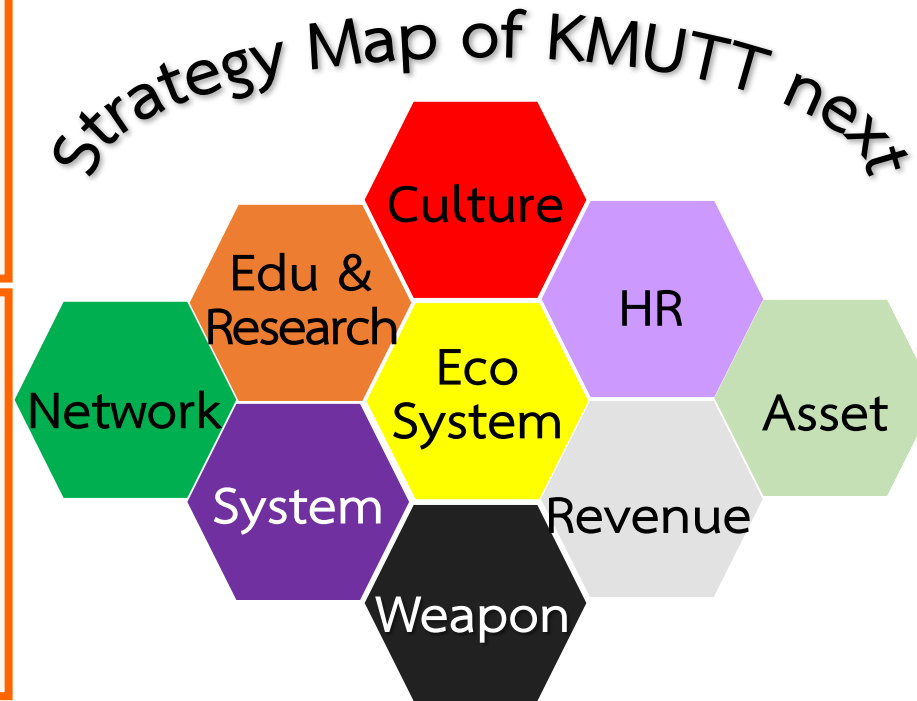 Strategy Map of KMUTT next
Culture
Edu &
Research
HR
Network
Eco
System
Asset
System
Revenue
Weapon